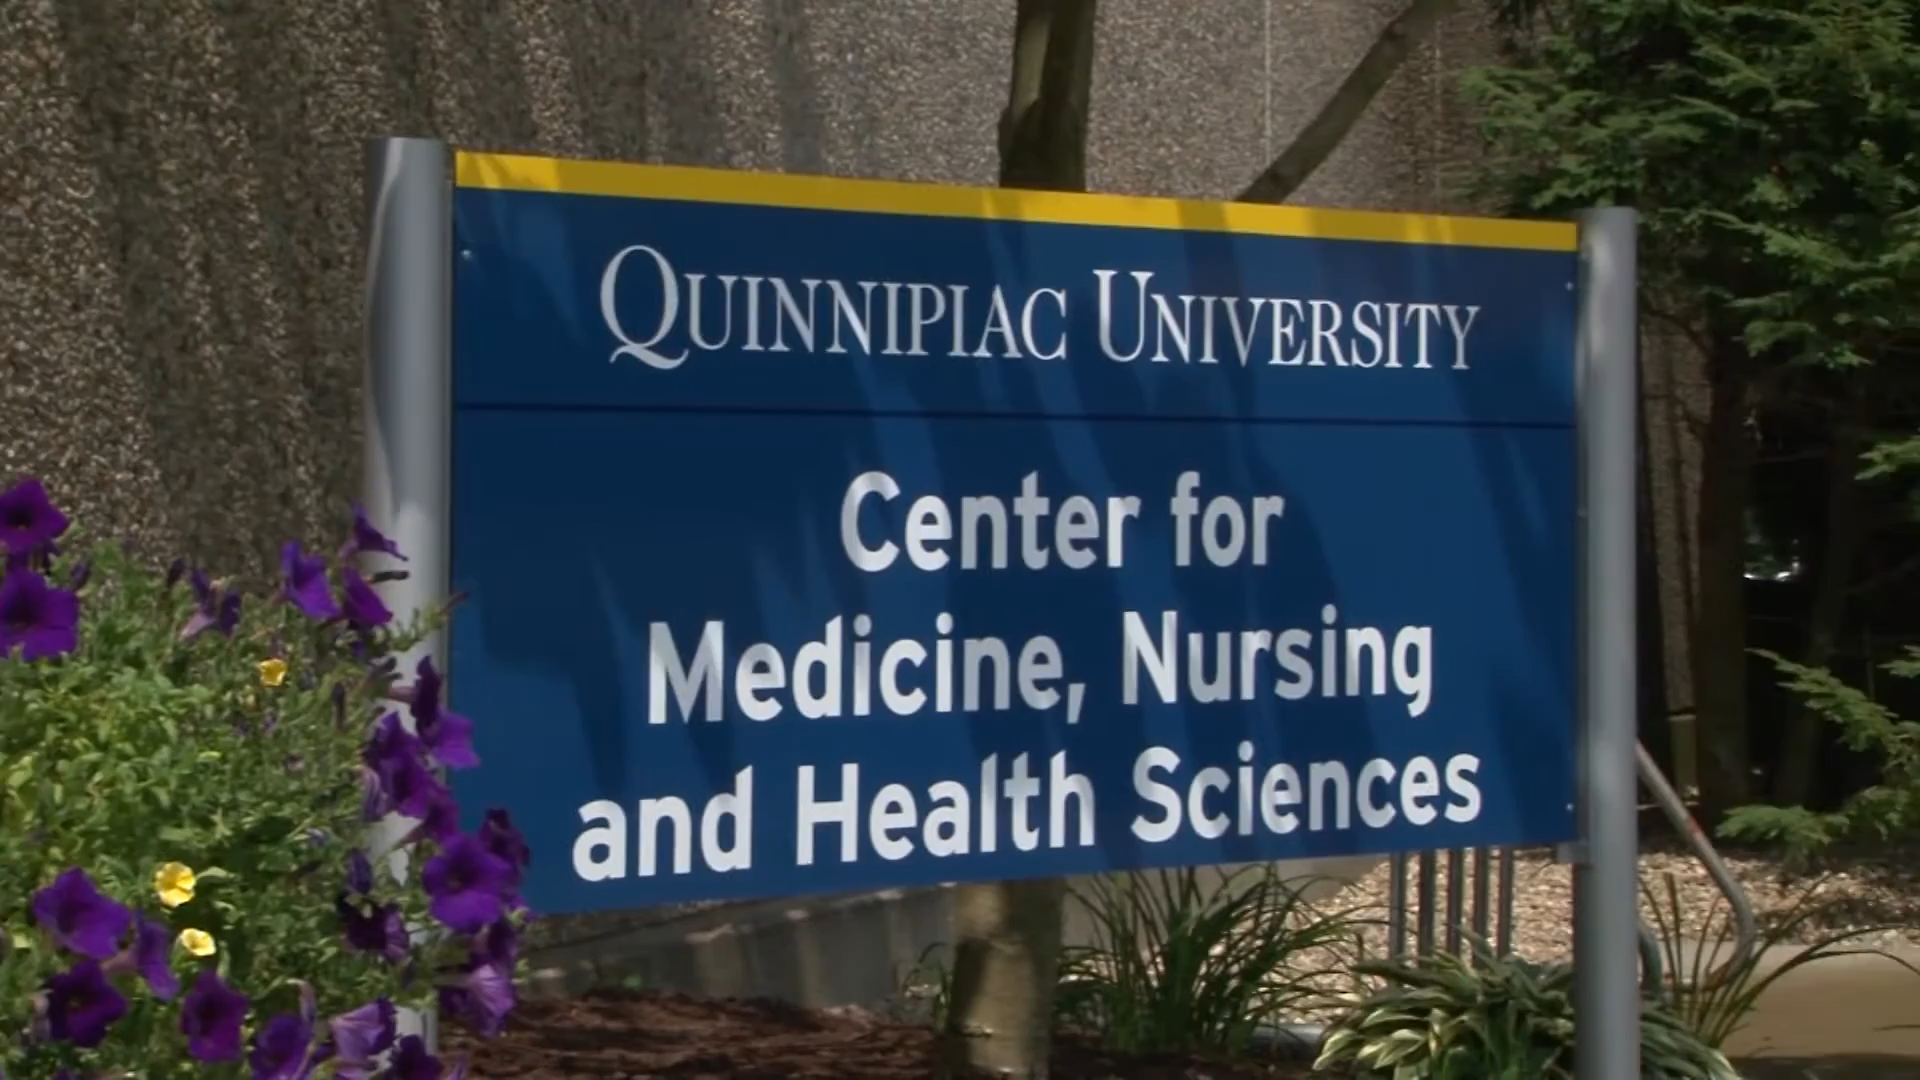 QUINNIPIAC UNIVERSITY
Center for
Medicine, Nursing
and Health Sciences